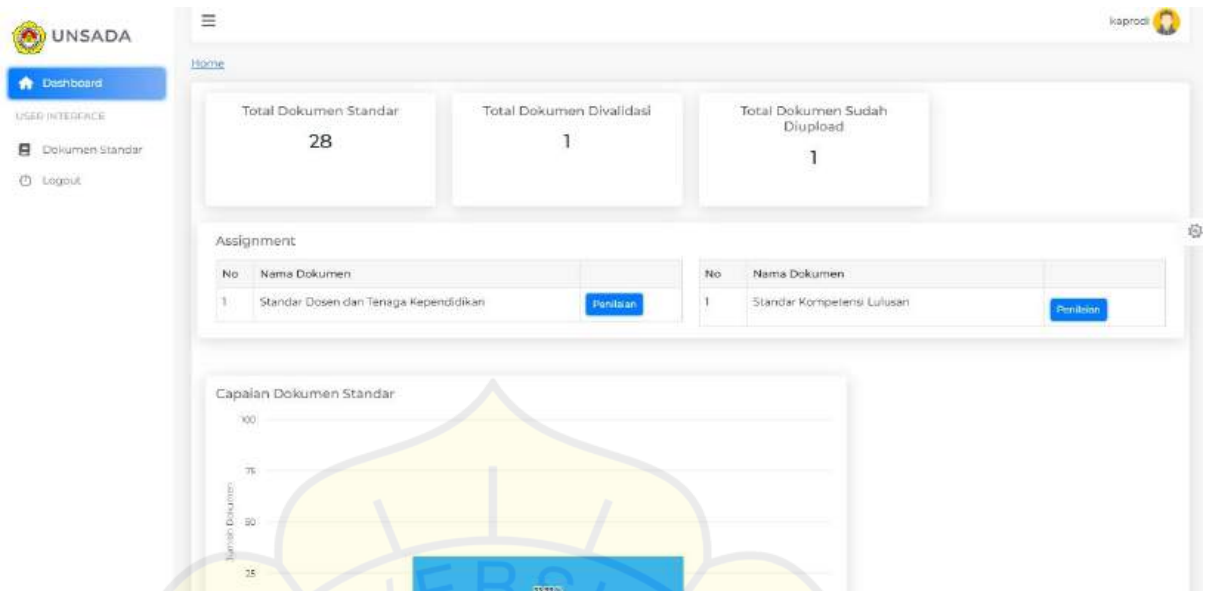 UNSADA
kaprodi
Home
Dashboard
USER INTERFACE
Dokumen Standar
Logout
Total Dokumen Standar
28
Total Dokumen Divalidasi
1
Total Dokumen Sudah
Diupload
1
Assignment
No Nama Dokumen
1 Standar Dosen dan Tenaga Kependidikan Penilaian
No Nama Dokumen
1 Standar Kompetensi Lulusan Penilaian
Capaian Dokumen Standar
Jumlah Dokumen
100
75
50
25